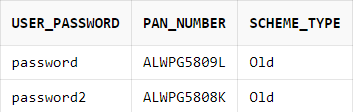 USER_PASSWORD PAN_NUMBER SCHEME_TYPE
password ALWPG5809L Old
password2 ALWPG5808K Old